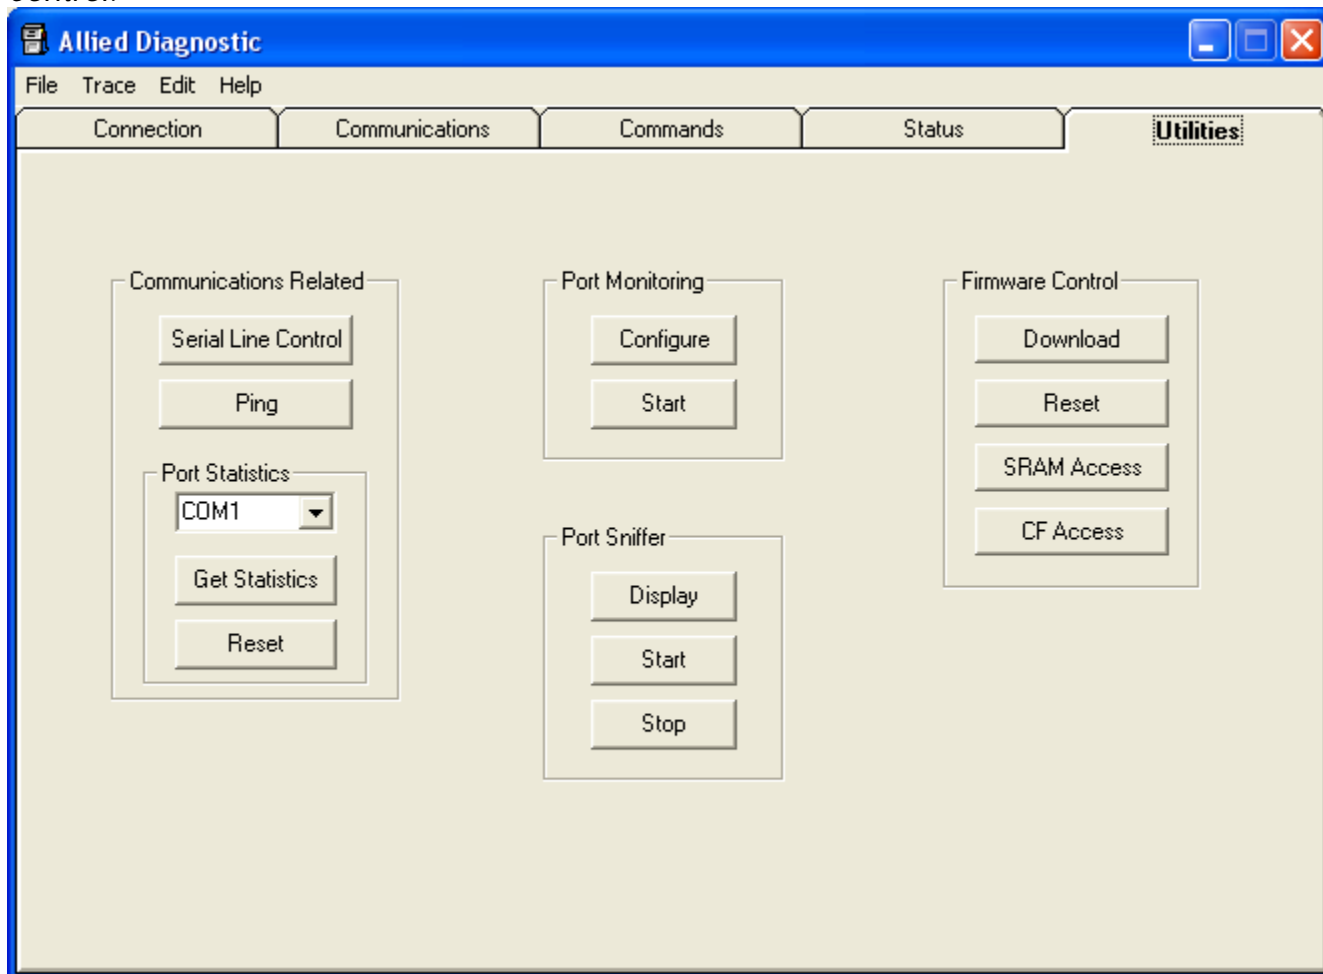 control.
Allied Diagnostic
File Trace Edit Help
Connection Communications Commands Status Utilities
Communications Related
Serial Line Control
Ping
Port Statistics
COM1
Get Statistics
Reset
Port Monitoring
Configure
Start
Port Sniffer
Display
Start
Stop
Firmware Control
Download
Reset
SRAM Access
CF Access